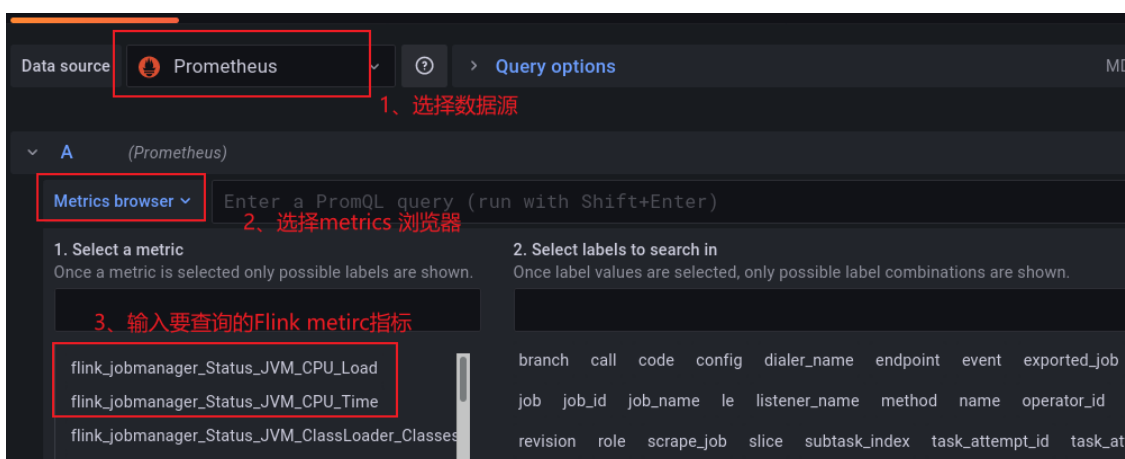 Data source Prometheus Query options
1、选择数据源
A (Prometheus)
Metrics browser Enter a PromQL query (run with Shift+Enter)
2、选择metrics 浏览器
1. Select a metric
Once a metric is selected only possible labels are shown.
2. Select labels to search in
Once label values are selected, only possible label combinations are shown.
3、输入要查询的Flink metirc指标
flink_jobmanager_Status_JVM_CPU_Load
flink_jobmanager_Status_JVM_CPU_Time
flink_jobmanager_Status_JVM_ClassLoader_Classes
branch call code config dialer_name endpoint event exported_job
job job_id job_name le listener_name method name operator_id
revision role scrape_job slice subtask_index task_attempt_id